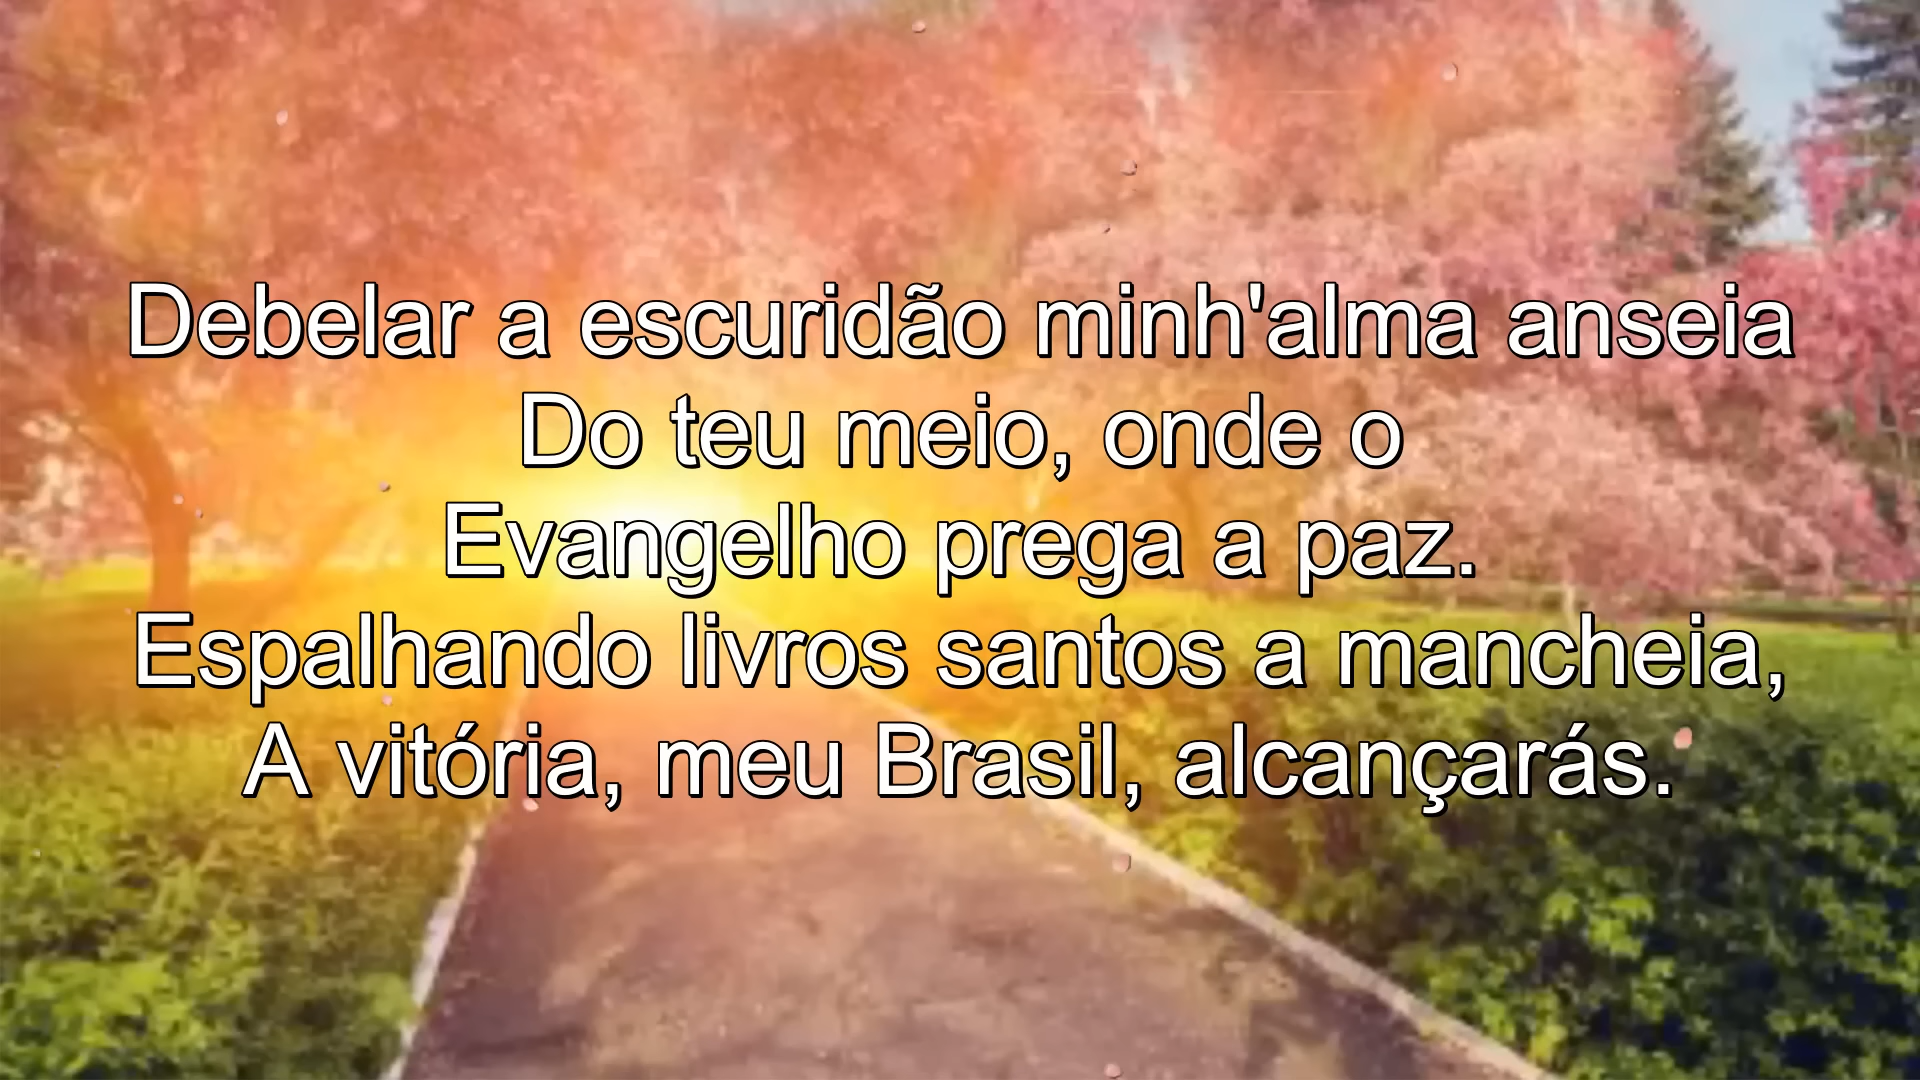 Debelar a escuridão minh'alma anseia
Do teu meio, onde o
Evangelho prega a paz.
Espalhando livros santos a mancheia,
A vitória, meu Brasil, alcançarás.